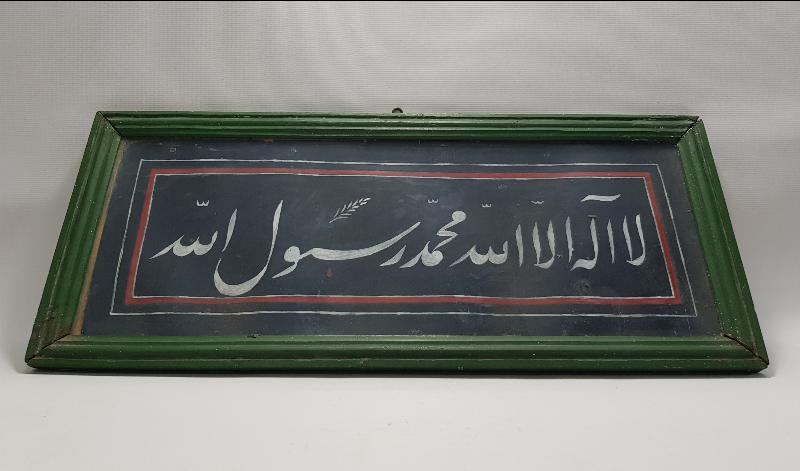 لا اله الا الله محمد رسول الله